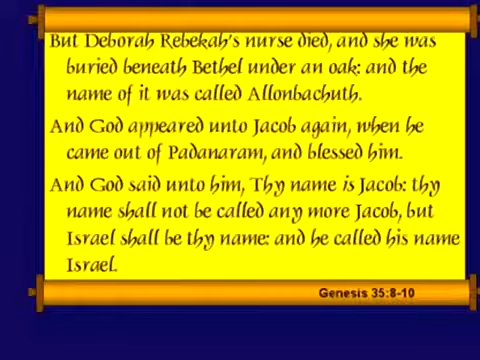 But Deborah Rebekah's nurse died, and she was
buried beneath Bethel under an oak: and the
name of it was called Allonbachuth.
And God appeared unto Jacob again, when he
came out of Padanaram, and blessed him.
And God said unto him, Thy name is Jacob: thy
name shall not be called any more Jacob, but
Israel shall be thy name: and he called his name
Israel.
Genesis 35:8-10